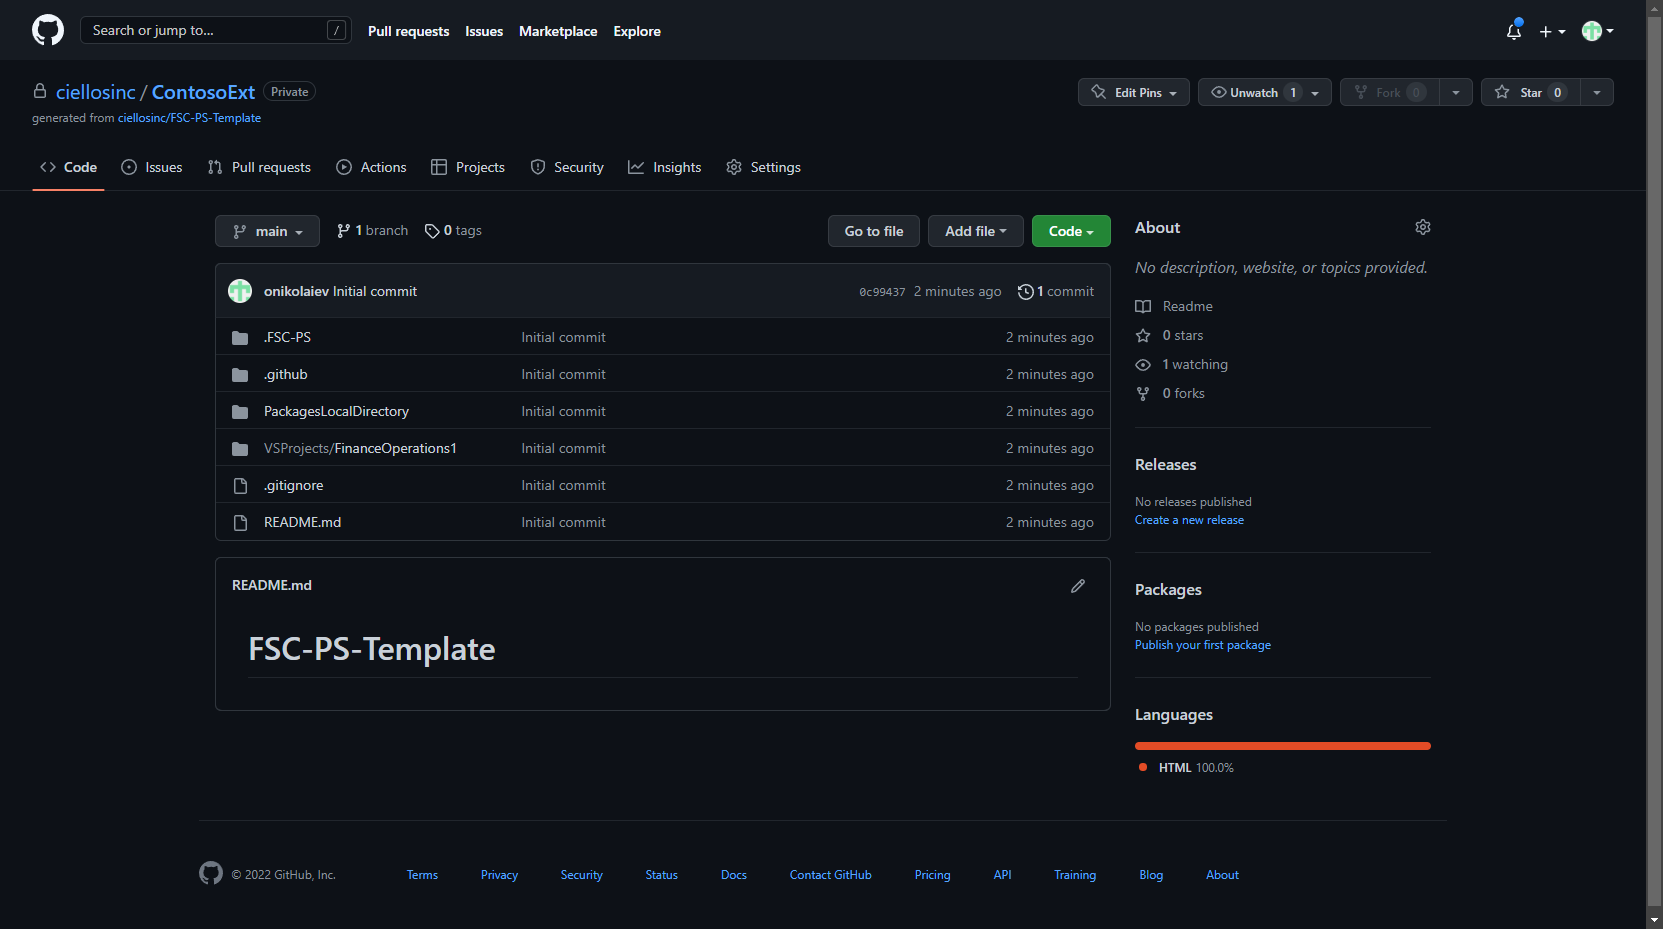 Search or jump to... /
Pull requests Issues Marketplace Explore
ciellosinc / ContosoExt Private
Edit Pins Unwatch 1 Fork 0 Star 0
generated from ciellosinc/FSC-PS-Template
Code Issues Pull requests Actions Projects Security Insights Settings
main 1 branch 0 tags Go to file Add file Code
onikolaiev Initial commit 0c99437 2 minutes ago 1 commit
.FSC-PS Initial commit 2 minutes ago
.github Initial commit 2 minutes ago
PackagesLocalDirectory Initial commit 2 minutes ago
VSProjects/FinanceOperations1 Initial commit 2 minutes ago
.gitignore Initial commit 2 minutes ago
README.md Initial commit 2 minutes ago
README.md
FSC-PS-Template
About
No description, website, or topics provided.
Readme
0 stars
1 watching
0 forks
Releases
No releases published
Create a new release
Packages
No packages published
Publish your first package
Languages
HTML 100.0%
© 2022 GitHub, Inc. Terms Privacy Security Status Docs Contact GitHub Pricing API Training Blog About